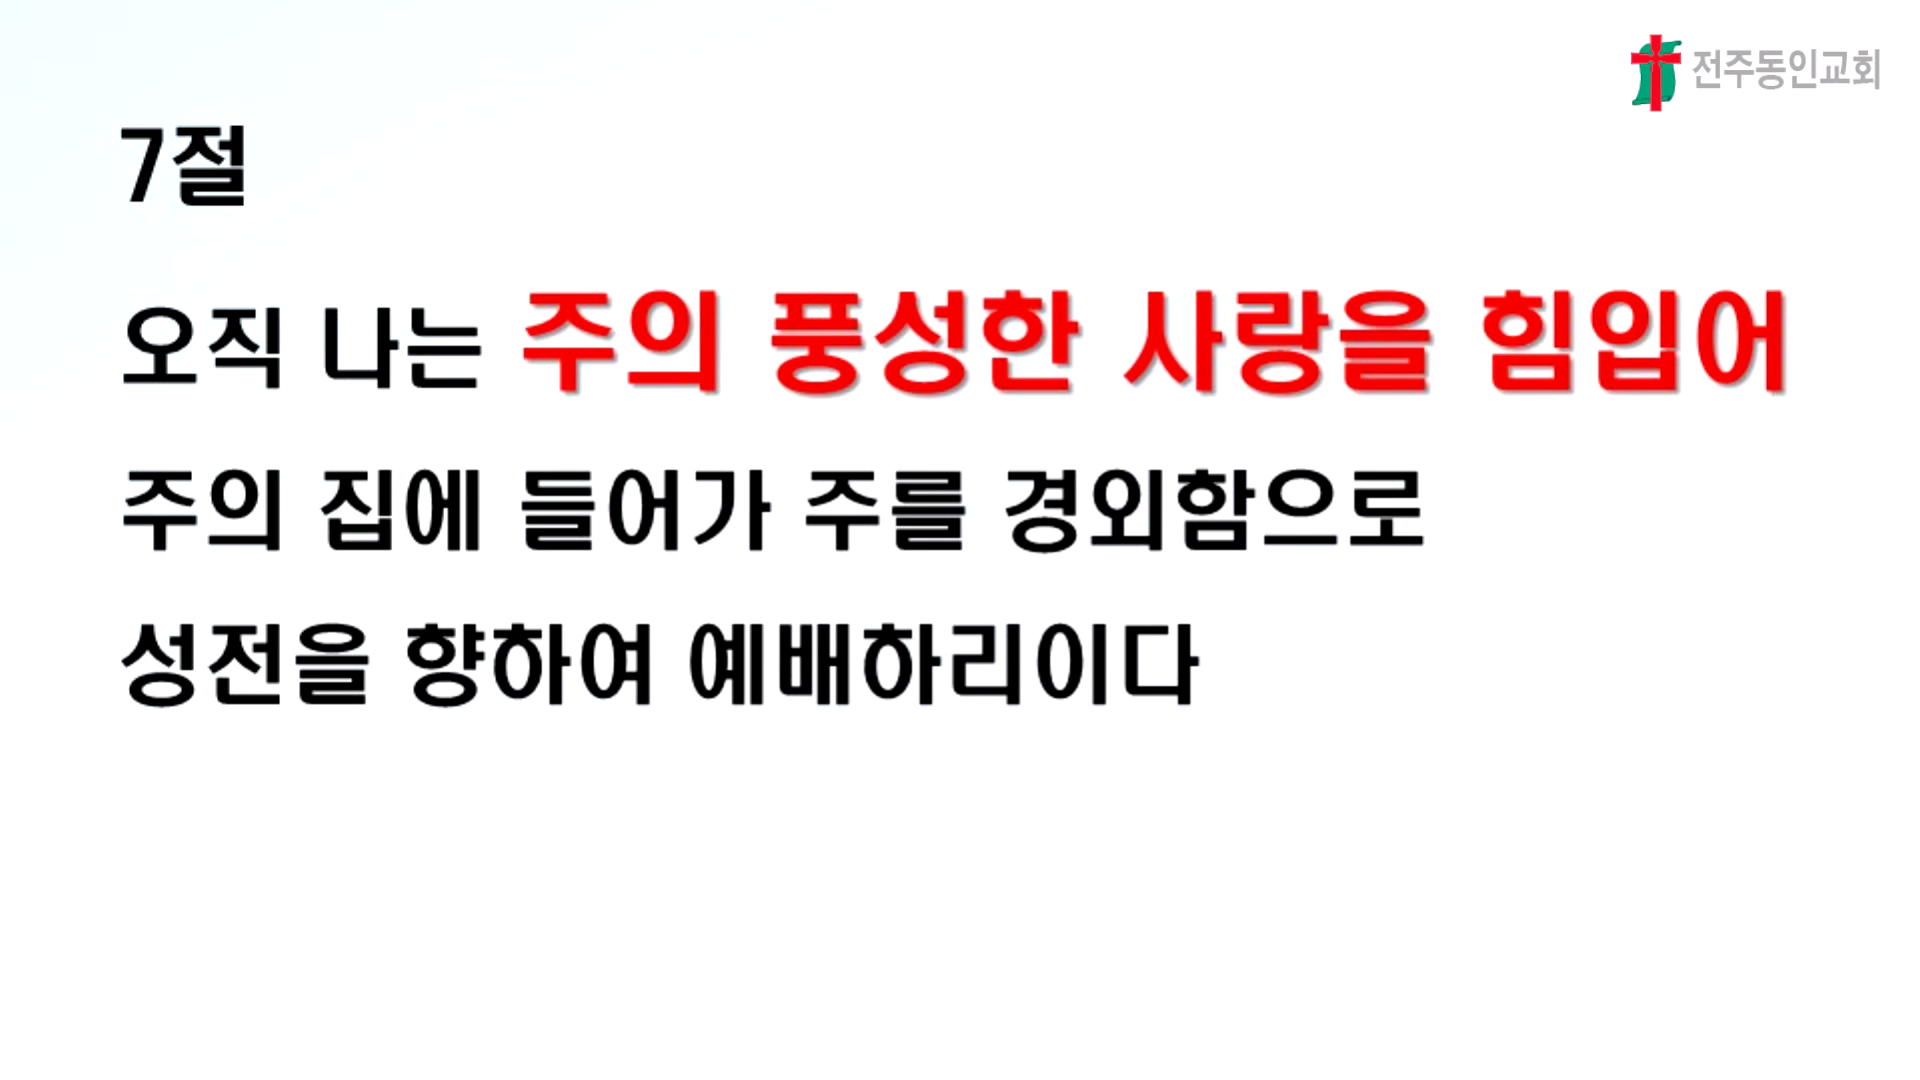 전주동인교회
7절
오직 나는 주의 풍성한 사랑을 힘입어
주의 집에 들어가 주를 경외함으로
성전을 향하여 예배하리이다